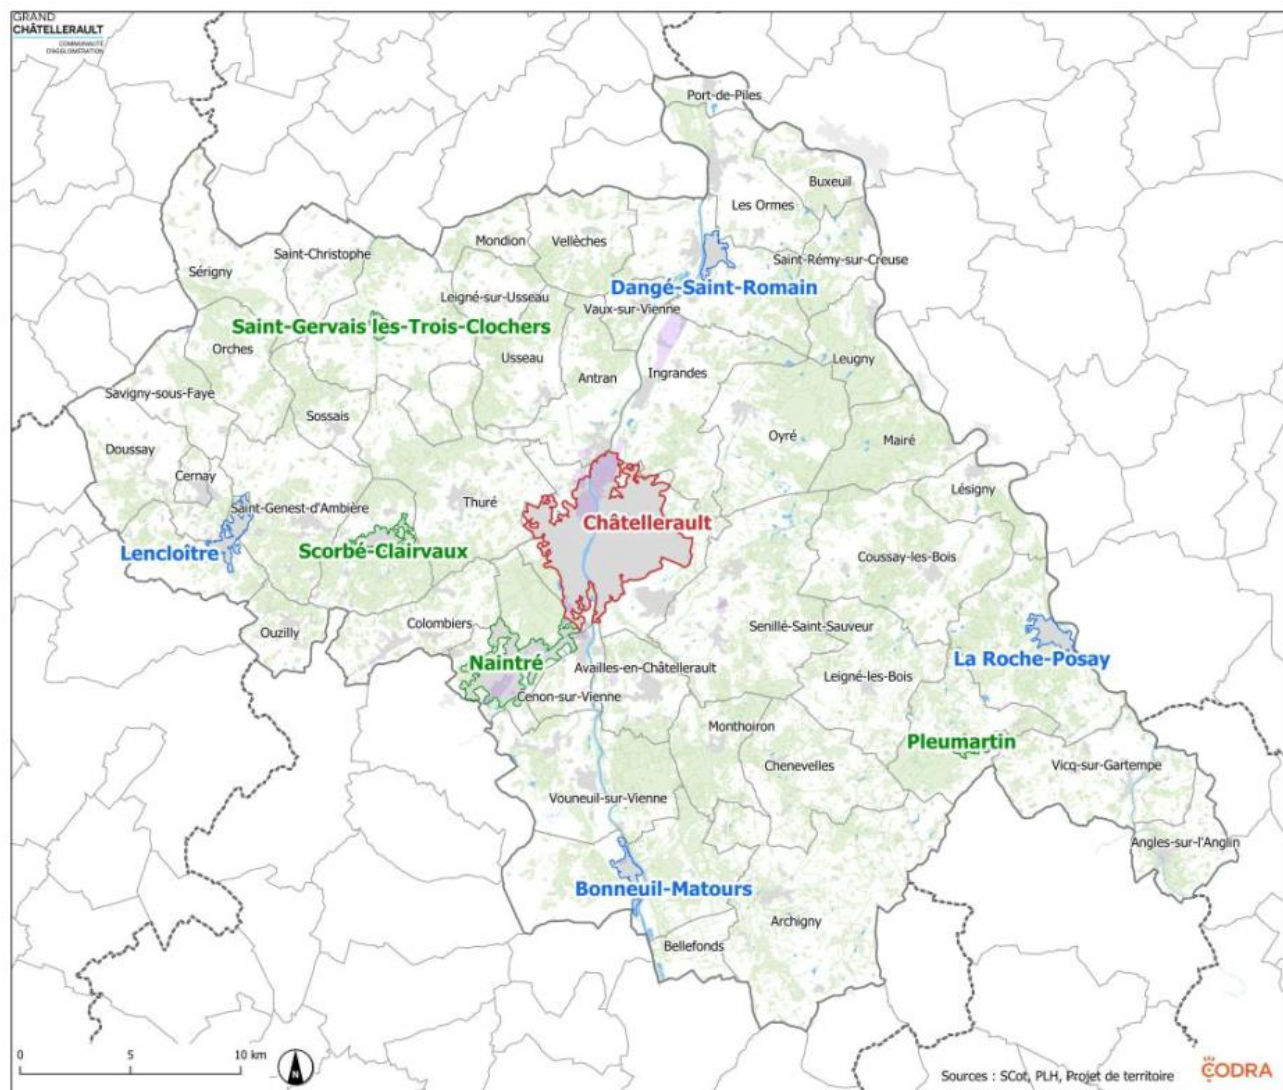 GRAND
CHÂTELLERAULT
COMMUNAUTÉ
D'AGGLOMÉRATION
Port-de-Piles
Buxeuil
Les Ormes
Mondion
Vellèches
Saint-Christophe
Saint-Rémy-sur-Creuse
Sérigny
Dangé-Saint-Romain
Leigné-sur-Usseau
Vaux-sur-Vienne
Saint-Gervais les-Trois-Clochers
Orches
Usseau
Leugny
Antran
Ingrandes
Savigny-sous-Faye
Sossais
Oyré
Mairé
Doussay
Cernay
Lésigny
Thuré
Saint-Genest-d'Ambière
Châtellerault
Lencloître
Scorbé-Clairvaux
Coussay-les-Bois
Colombiers
Senillé-Saint-Sauveur
Ouzilly
La Roche-Posay
Naintré
Availles-en-Châtellerault
Leigné-les-Bois
Cenon-sur-Vienne
Monthoiron
Pleumartin
Chenevelles
Vicq-sur-Gartempe
Vouneuil-sur-Vienne
Angles-sur-l'Anglin
Bonneuil-Matours
Archigny
Bellefonds
0 5 10 km
N
Sources : SCot, PLH, Projet de territoire
CODRA